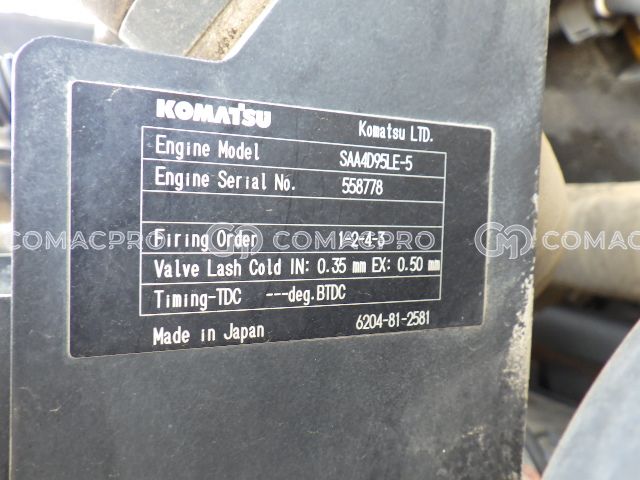 KOMATSU Komatsu LTD.
Engine Model SAA4D95LE-5
Engine Serial No. 558778
Firing Order 1-2-4-3
COMACPRO COMACPRO COMACPRO
Valve Lash Cold IN: 0.35 mm EX: 0.50 mm
Timing-TDC ---deg.BTDC
Made in Japan 6204-81-2581